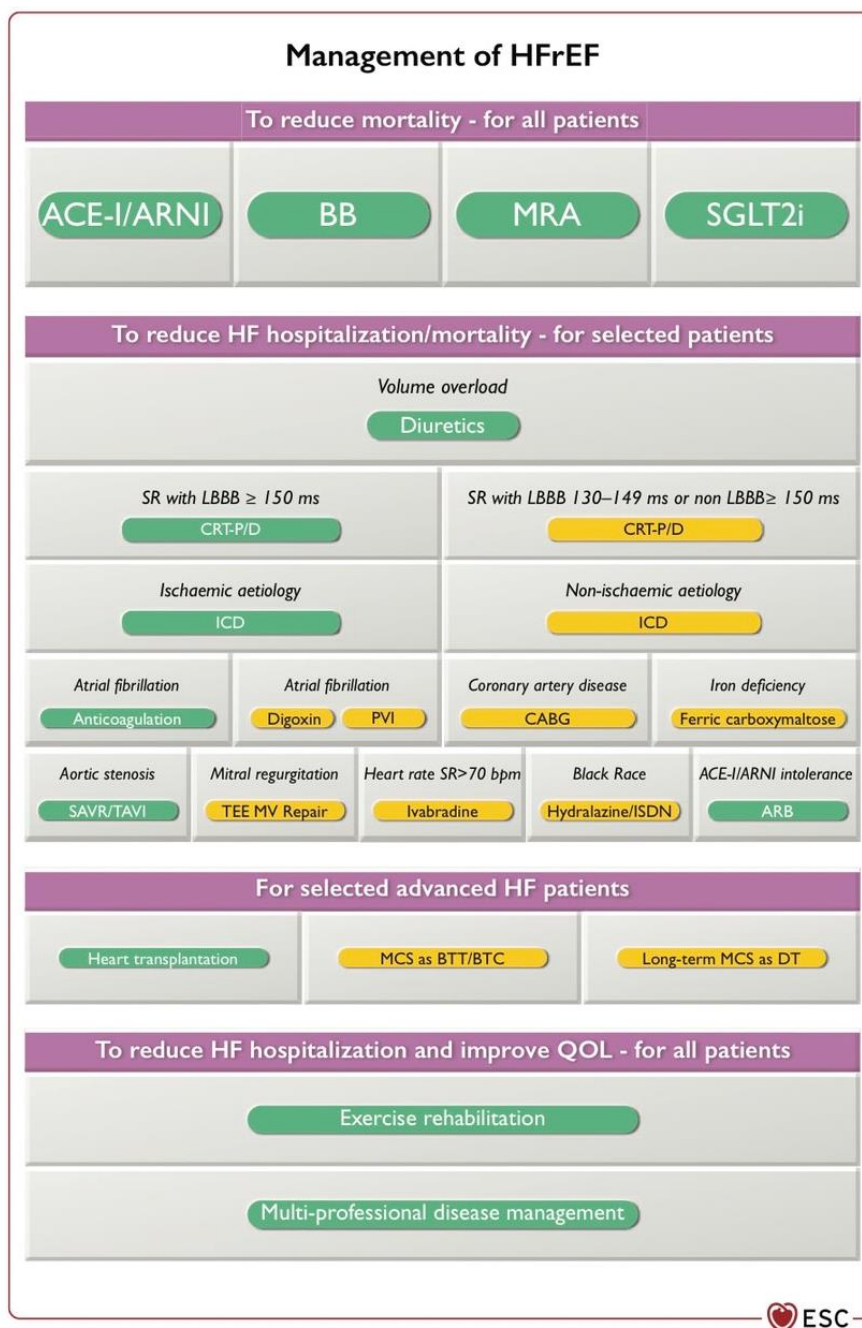 Management of HFrEF
To reduce mortality - for all patients
ACE-I/ARNI BB MRA SGLT2i
To reduce HF hospitalization/mortality - for selected patients
Volume overload
Diuretics
SR with LBBB ≥ 150 ms SR with LBBB 130–149 ms or non LBBB≥ 150 ms
CRT-P/D CRT-P/D
Ischaemic aetiology Non-ischaemic aetiology
ICD ICD
Atrial fibrillation Atrial fibrillation Coronary artery disease Iron deficiency
Anticoagulation Digoxin PVI CABG Ferric carboxymaltose
Aortic stenosis Mitral regurgitation Heart rate SR>70 bpm Black Race ACE-I/ARNI intolerance
SAVR/TAVI TEE MV Repair Ivabradine Hydralazine/ISDN ARB
For selected advanced HF patients
Heart transplantation MCS as BTT/BTC Long-term MCS as DT
To reduce HF hospitalization and improve QOL - for all patients
Exercise rehabilitation
Multi-professional disease management
ESC